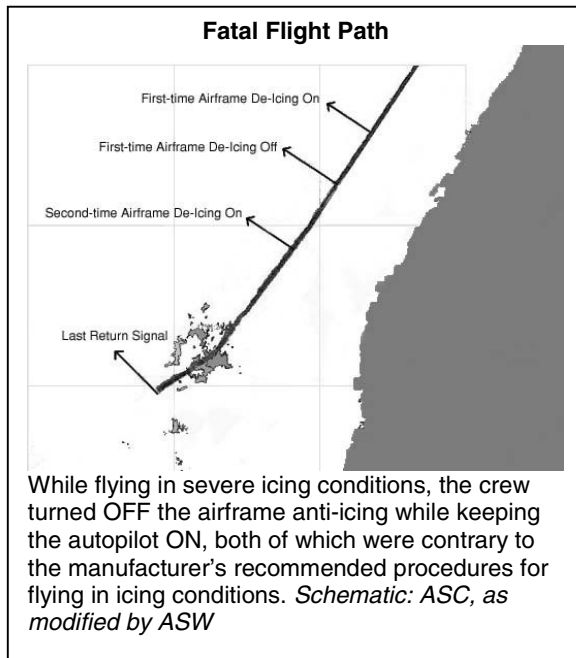 Fatal Flight Path
First-time Airframe De-Icing On
First-time Airframe De-Icing Off
Second-time Airframe De-Icing On
Last Return Signal
While flying in severe icing conditions, the crew
turned OFF the airframe anti-icing while keeping
the autopilot ON, both of which were contrary to
the manufacturer's recommended procedures for
flying in icing conditions. Schematic: ASC, as
modified by ASW